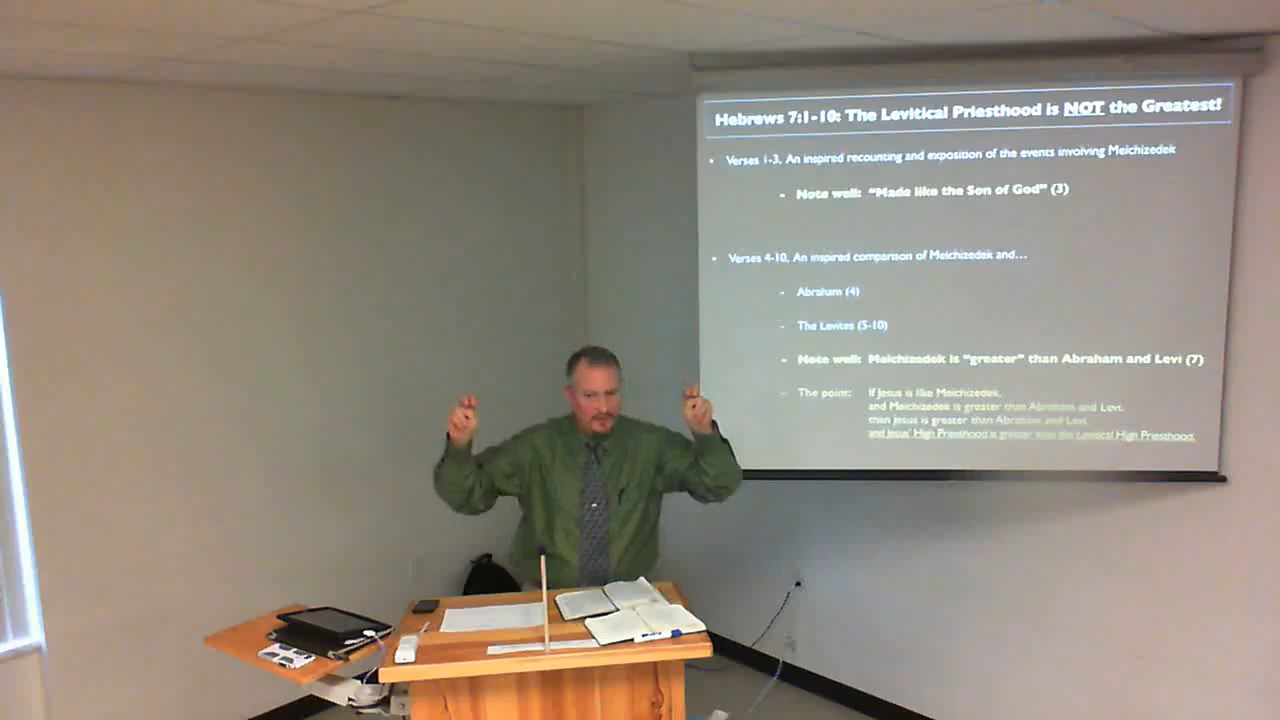 Hebrews 7:1-10: The Levitical Priesthood is NOT the Greatest!
• Verses 1-3, An inspired recounting and exposition of the events involving Melchizedek
- Note well: "Made like the Son of God" (3)
• Verses 4-10, An inspired comparison of Melchizedek and...
- Abraham (4)
- The Levites (5-10)
- Note well: Melchizedek is "greater" than Abraham and Levi (7)
- The point: If Jesus is like Melchizedek,
and Melchizedek is greater than Abraham and Levi,
then Jesus is greater than Abraham and Levi
and Jesus' High Priesthood is greater than the Levitical High Priesthood.